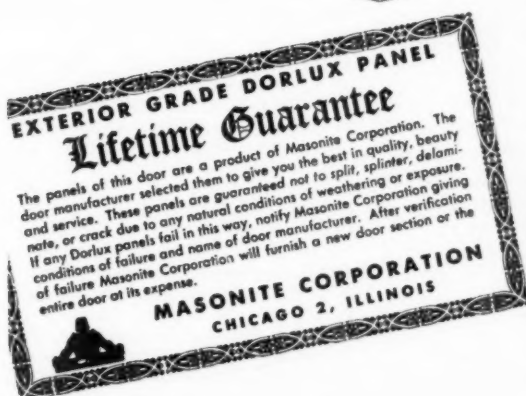 EXTERIOR GRADE DORLUX PANEL
Lifetime Guarantee
The panels of this door are a product of Masonite Corporation. The
door manufacturer selected them to give you the best in quality, beauty
and service. These panels are guaranteed not to split, splinter, delami-
nate, or crack due to any natural conditions of weathering or exposure.
If any Dorlux panels fail in this way, notify Masonite Corporation giving
conditions of failure and name of door manufacturer. After verification
of failure Masonite Corporation will furnish a new door section or the
entire door at its expense.
MASONITE CORPORATION
CHICAGO 2, ILLINOIS